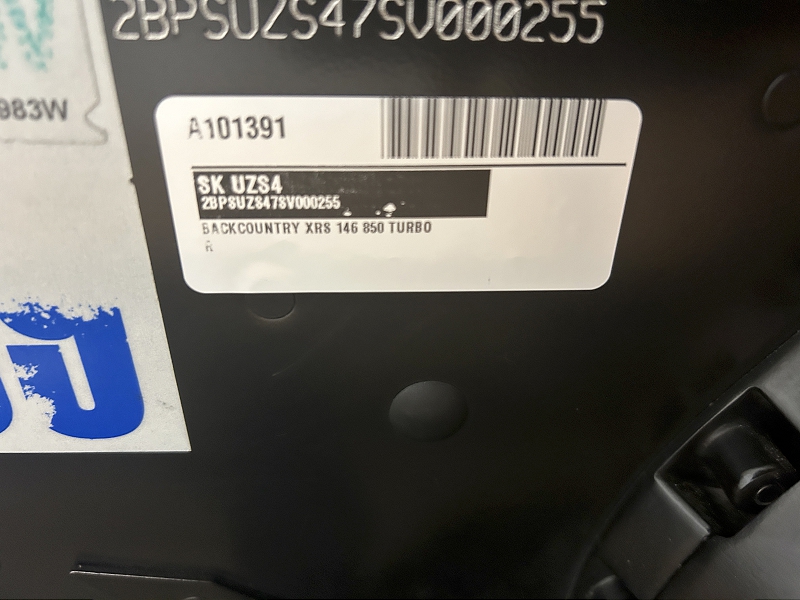 2BPSUZS47SV000255
983W
A101391
SK UZS4
2BPSUZS47SV000255
BACKCOUNTRY XRS 146 850 TURBO
R